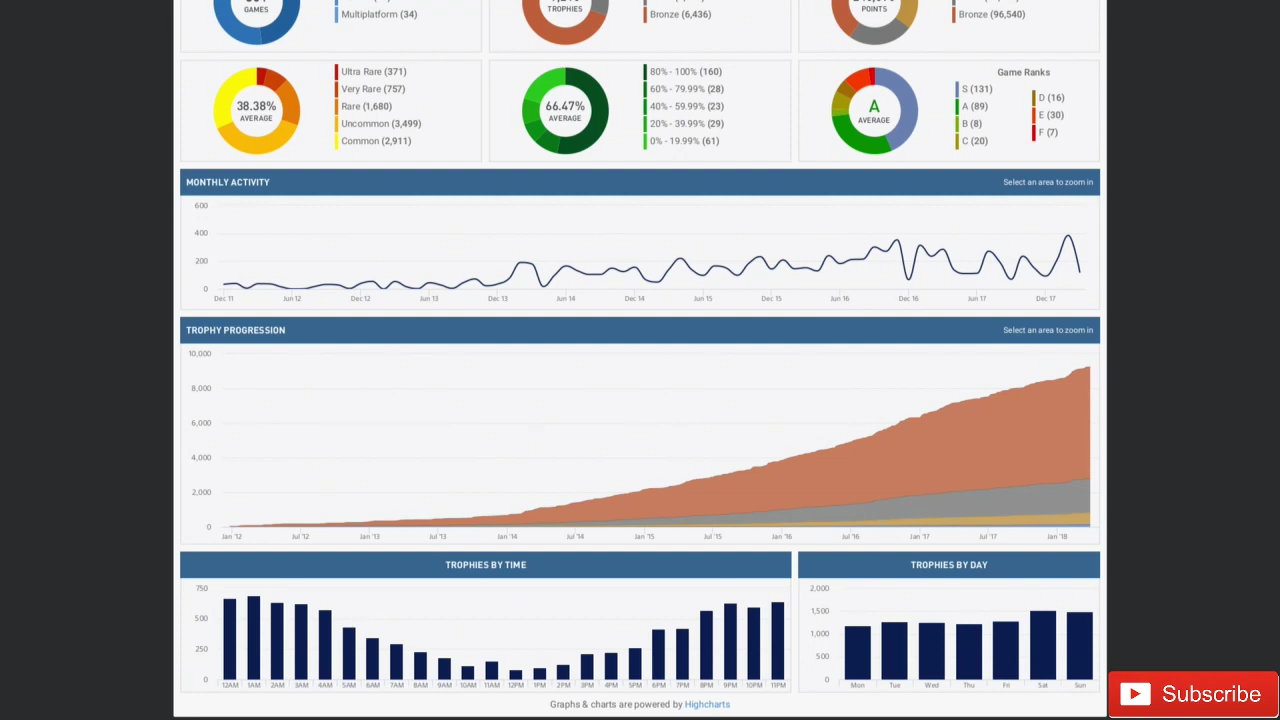 GAMES
Multiplatform (34)
TROPHIES
Bronze (6,436)
POINTS
Bronze (96,540)
38.38%
AVERAGE
Ultra Rare (371)
Very Rare (757)
Rare (1,680)
Uncommon (3,499)
Common (2,911)
66.47%
AVERAGE
80% - 100% (160)
60% - 79.99% (28)
40% - 59.99% (23)
20% - 39.99% (29)
0% - 19.99% (61)
A
AVERAGE
Game Ranks
S (131)
A (89)
B (8)
C (20)
D (16)
E (30)
F (7)
MONTHLY ACTIVITY
Select an area to zoom in
600
400
200
0
Dec 11 Jun 12 Dec 12 Jun 13 Dec 13 Jun 14 Dec 14 Jun 15 Dec 15 Jun 16 Dec 16 Jun 17 Dec 17
TROPHY PROGRESSION
Select an area to zoom in
10,000
8,000
6,000
4,000
2,000
0
Jan '12 Jul '12 Jan '13 Jul '13 Jan '14 Jul '14 Jan '15 Jul '15 Jan '16 Jul '16 Jan '17 Jul '17 Jan '18
TROPHIES BY TIME
750
500
250
0
12AM 1AM 2AM 3AM 4AM 5AM 6AM 7AM 8AM 9AM 10AM 11AM 12PM 1PM 2PM 3PM 4PM 5PM 6PM 7PM 8PM 9PM 10PM 11PM
TROPHIES BY DAY
2,000
1,500
1,000
500
0
Mon Tue Wed Thu Fri Sat Sun
Graphs & charts are powered by Highcharts
Subscribe